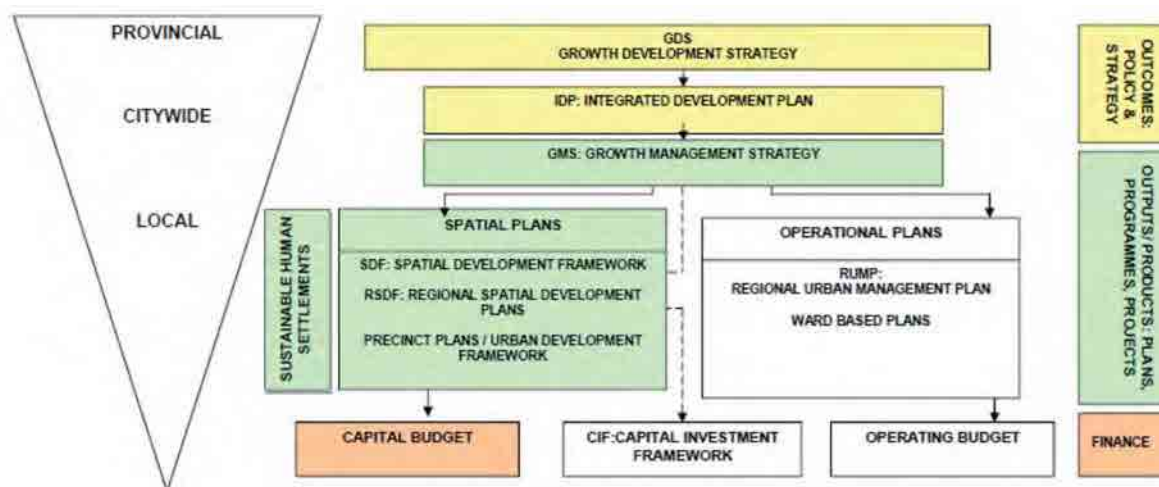 PROVINCIAL
CITYWIDE
LOCAL
GDS
GROWTH DEVELOPMENT STRATEGY
IDP: INTEGRATED DEVELOPMENT PLAN
GMS: GROWTH MANAGEMENT STRATEGY
SUSTAINABLE HUMAN
SETTLEMENTS
SPATIAL PLANS
SDF: SPATIAL DEVELOPMENT FRAMEWORK
RSDF: REGIONAL SPATIAL DEVELOPMENT
PLANS
PRECINCT PLANS / URBAN DEVELOPMENT
FRAMEWORK
OPERATIONAL PLANS
RUMP:
REGIONAL URBAN MANAGEMENT PLAN
WARD BASED PLANS
CAPITAL BUDGET
CIF:CAPITAL INVESTMENT
FRAMEWORK
OPERATING BUDGET
OUTCOMES:
POLICY &
STRATEGY
OUTPUTS/ PRODUCTS: PLANS,
PROGRAMMES, PROJECTS
FINANCE